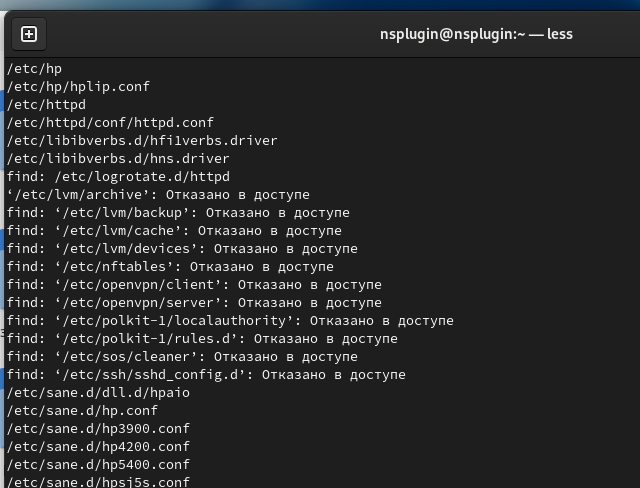 nsplugin@nsplugin:~ — less
/etc/hp
/etc/hp/hplip.conf
/etc/httpd
/etc/httpd/conf/httpd.conf
/etc/libibverbs.d/hfi1verbs.driver
/etc/libibverbs.d/hns.driver
find: /etc/logrotate.d/httpd
‘/etc/lvm/archive’: Отказано в доступе
find: ‘/etc/lvm/backup’: Отказано в доступе
find: ‘/etc/lvm/cache’: Отказано в доступе
find: ‘/etc/lvm/devices’: Отказано в доступе
find: ‘/etc/nftables’: Отказано в доступе
find: ‘/etc/openvpn/client’: Отказано в доступе
find: ‘/etc/openvpn/server’: Отказано в доступе
find: ‘/etc/polkit-1/localauthority’: Отказано в доступе
find: ‘/etc/polkit-1/rules.d’: Отказано в доступе
find: ‘/etc/sos/cleaner’: Отказано в доступе
find: ‘/etc/ssh/sshd_config.d’: Отказано в доступе
/etc/sane.d/dll.d/hpaio
/etc/sane.d/hp.conf
/etc/sane.d/hp3900.conf
/etc/sane.d/hp4200.conf
/etc/sane.d/hp5400.conf
/etc/sane.d/hpsj5s.conf